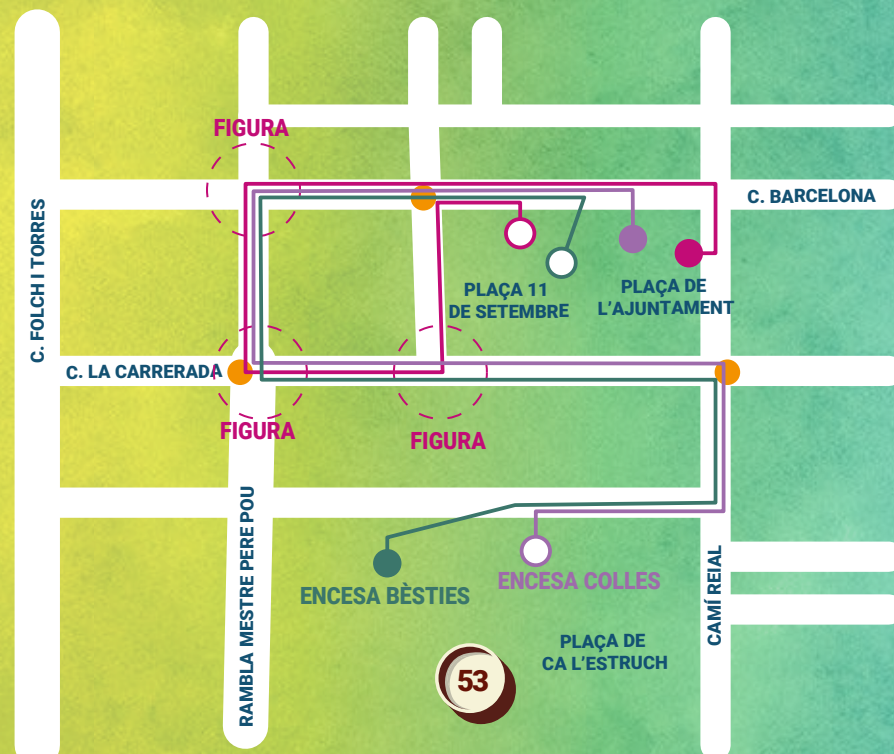 FIGURA
C. BARCELONA
C. FOLCH I TORRES
PLAÇA 11
DE SETEMBRE
PLAÇA DE
L'AJUNTAMENT
C. LA CARRERADA
FIGURA
FIGURA
RAMBLA MESTRE PERE POU
ENCESA BÈSTIES
ENCESA COLLES
CAMÍ REIAL
PLAÇA DE
CA L'ESTRUCH
53